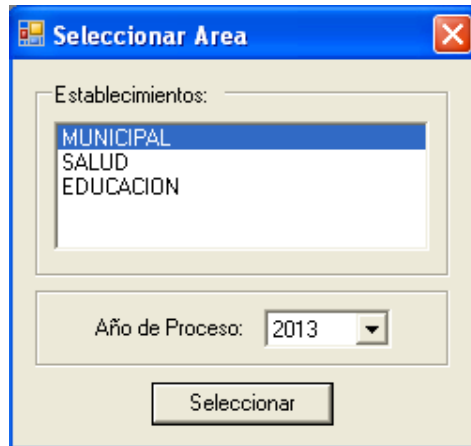 Seleccionar Area
Establecimientos:
MUNICIPAL
SALUD
EDUCACION
Año de Proceso: 2013
Seleccionar